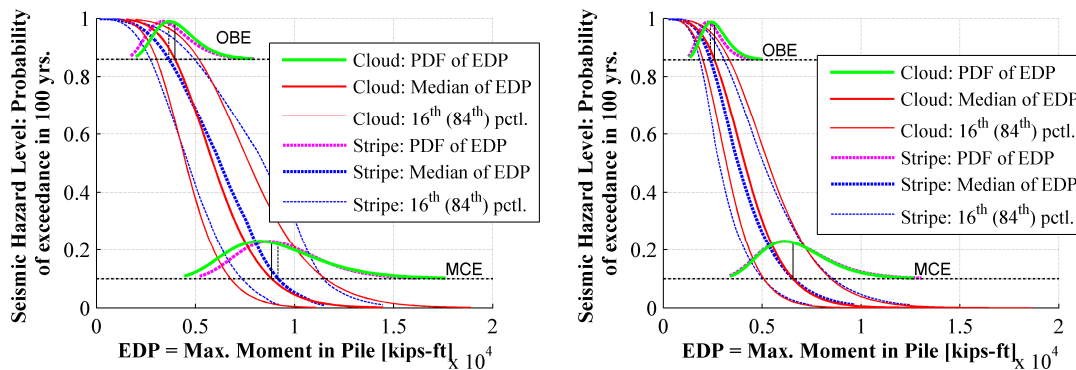 Seismic Hazard Level: Probability
of exceedance in 100 yrs.
1
0.8
0.6
0.4
0.2
0
OBE
MCE
Cloud: PDF of EDP
Cloud: Median of EDP
Cloud: 16th (84th) pctl.
Stripe: PDF of EDP
Stripe: Median of EDP
Stripe: 16th (84th) pctl.
0 0.5 1 1.5 2
EDP = Max. Moment in Pile [kips-ft] x 10^4
Seismic Hazard Level: Probability
of exceedance in 100 yrs.
1
0.8
0.6
0.4
0.2
0
OBE
MCE
Cloud: PDF of EDP
Cloud: Median of EDP
Cloud: 16th (84th) pctl.
Stripe: PDF of EDP
Stripe: Median of EDP
Stripe: 16th (84th) pctl.
0 0.5 1 1.5 2
EDP = Max. Moment in Pile [kips-ft] x 10^4